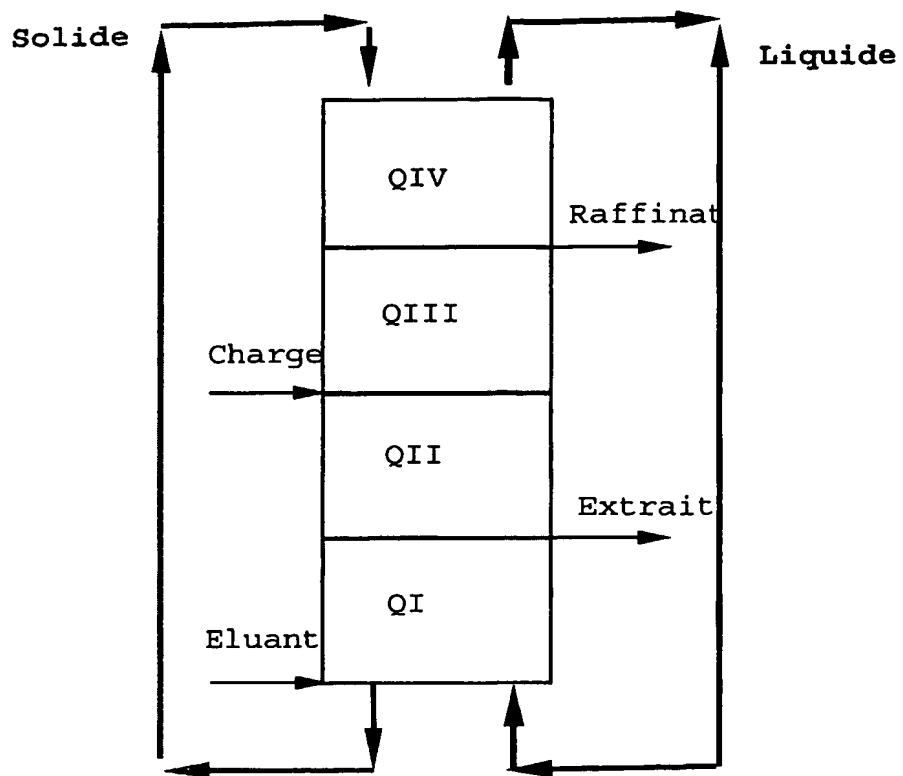 Solide
Liquide
QIV
Raffinat
QIII
Charge
QII
Extrait
QI
Eluant